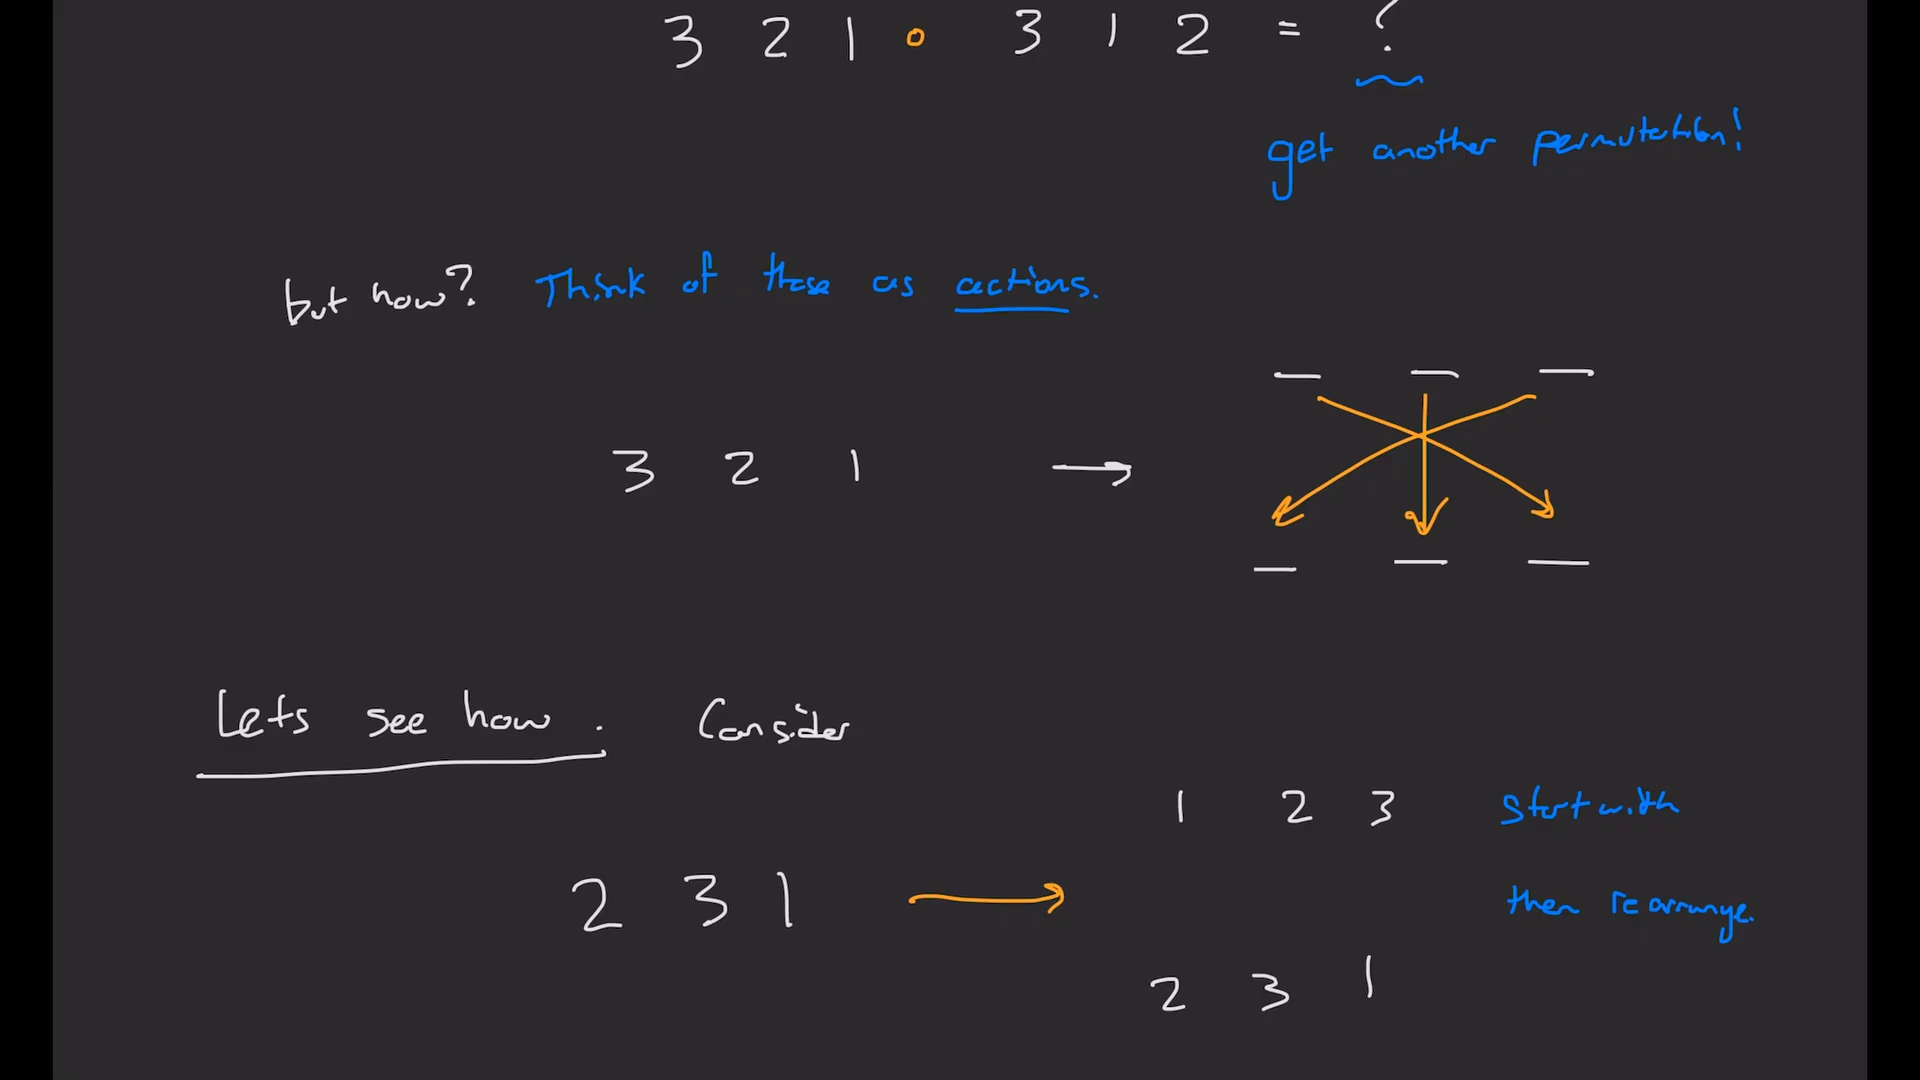 3 2 1 ∘ 3 1 2 = ?
get another permutation!
but how? Think of these as actions.
3 2 1 →
Lets see how. Consider
1 2 3 start with
2 3 1 → then rearrange.
2 3 1